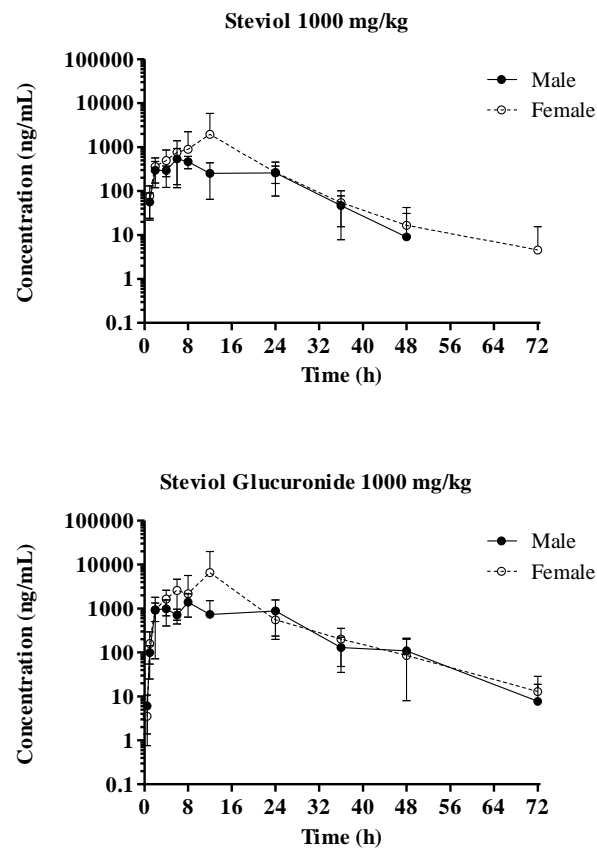 Steviol 1000 mg/kg
Concentration (ng/mL)
100000
10000
1000
100
10
1
0.1
Male
Female
0 8 16 24 32 40 48 56 64 72
Time (h)
Steviol Glucuronide 1000 mg/kg
Concentration (ng/mL)
100000
10000
1000
100
10
1
0.1
Male
Female
0 8 16 24 32 40 48 56 64 72
Time (h)